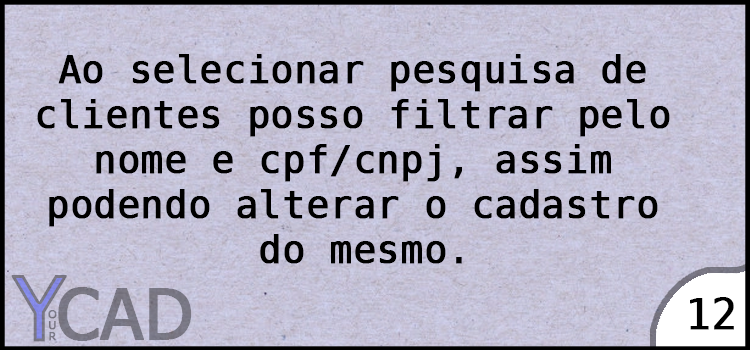 Ao selecionar pesquisa de
clientes posso filtrar pelo
nome e cpf/cnpj, assim
podendo alterar o cadastro
do mesmo.
YOUR CAD
12